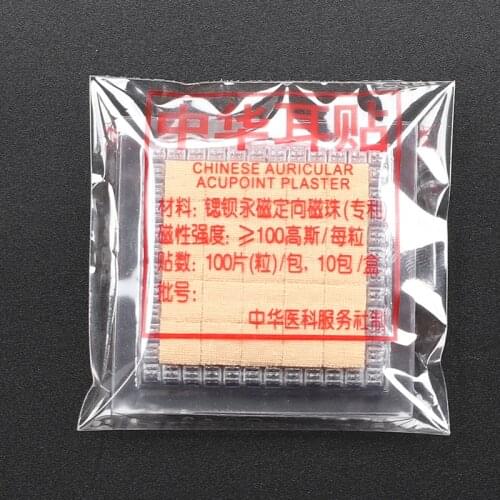 中华耳贴
CHINESE AURICULAR
ACUPOINT PLASTER
材料: 锶钡永磁定向磁珠(专利
磁性强度: ≥100高斯/每粒
贴数: 100片(粒)/包, 10包/盒
批号:
中华医科服务社制